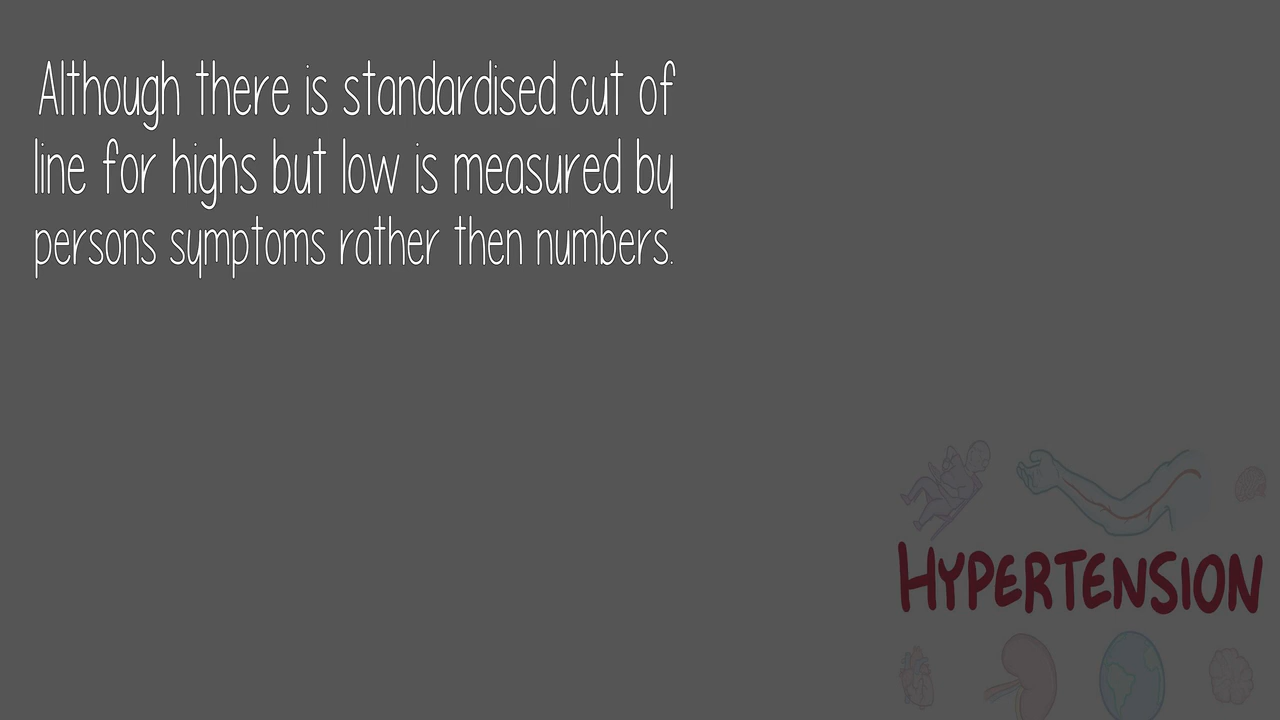 Although there is standardised cut of
line for highs but low is measured by
persons symptoms rather then numbers.
HYPERTENSION